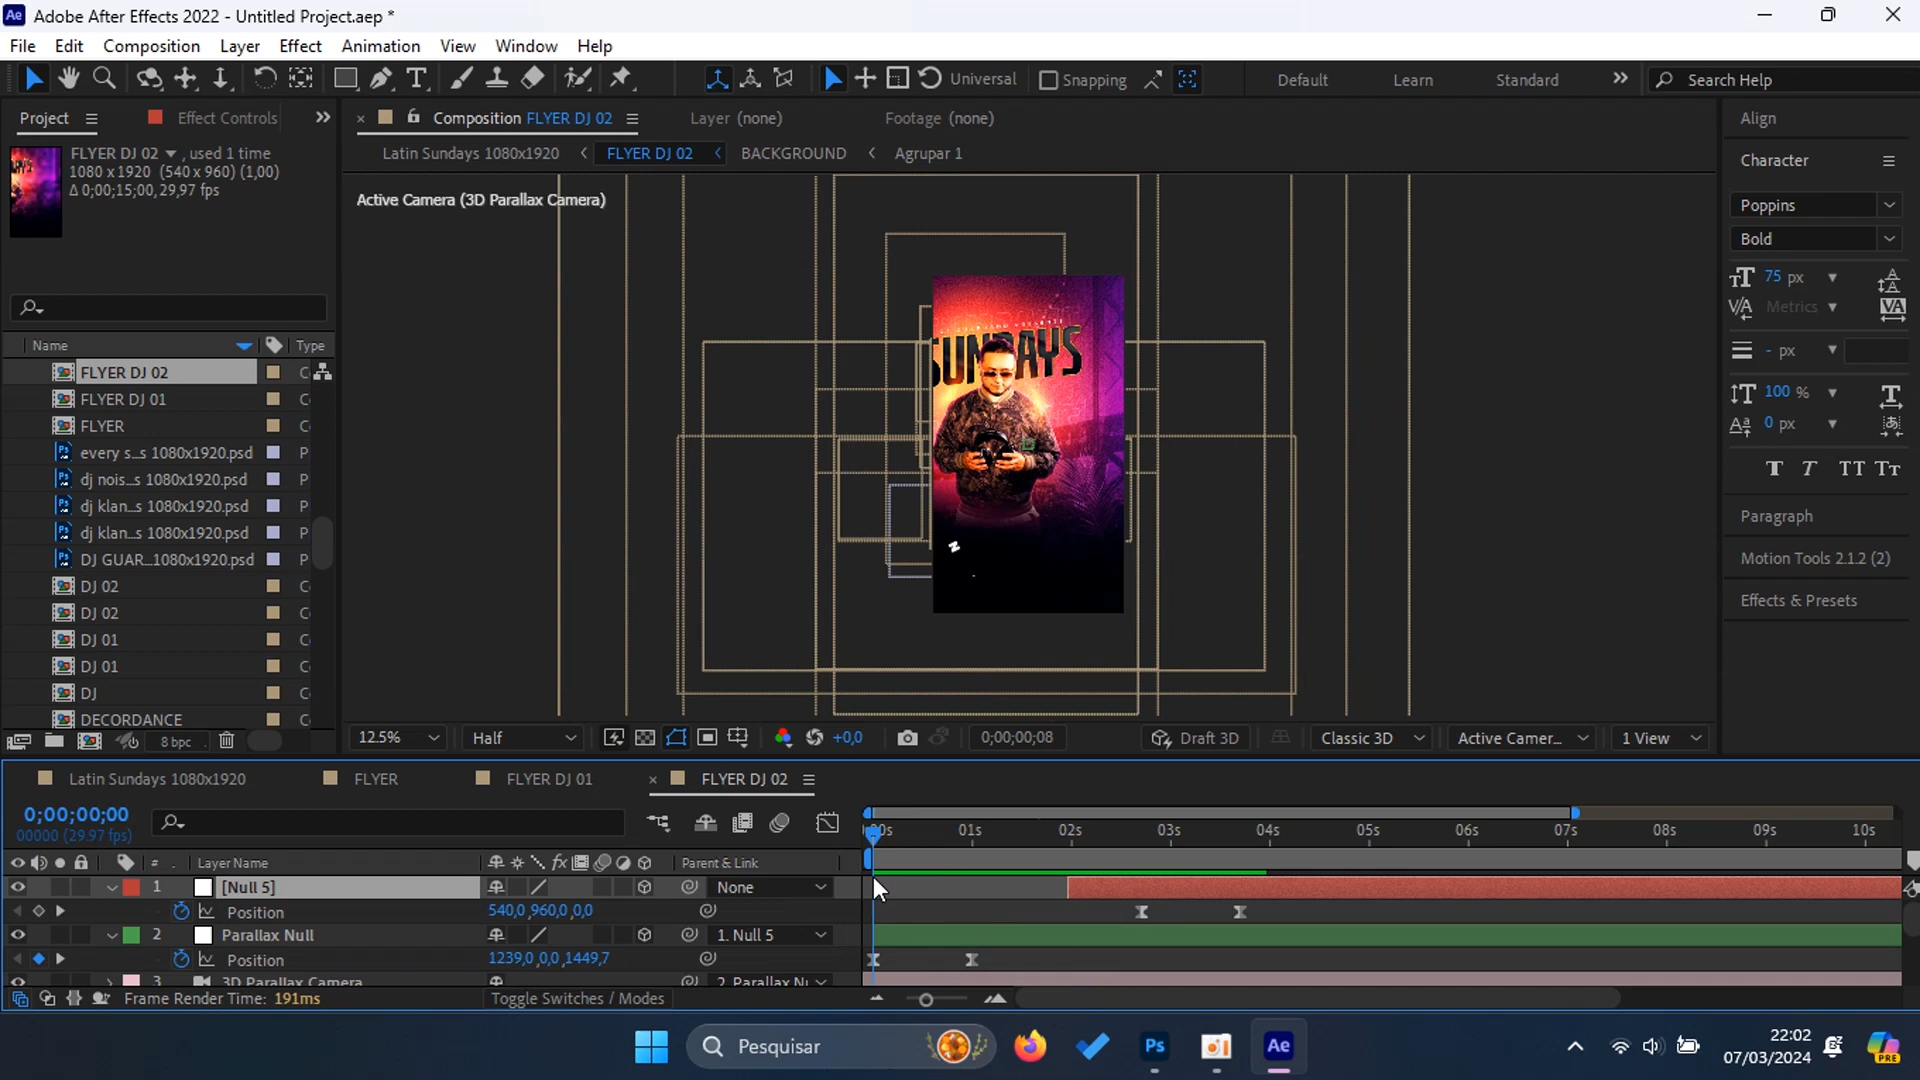 Adobe After Effects 2022 - Untitled Project.aep *
File Edit Composition Layer Effect Animation View Window Help
Universal Snapping Default Learn Standard Search Help
Project Effect Controls
FLYER DJ 02 , used 1 time
1080 x 1920 (540 x 960) (1,00)
Δ 0;00;15;00, 29,97 fps
Composition FLYER DJ 02 Layer (none) Footage (none)
Latin Sundays 1080x1920 FLYER DJ 02 BACKGROUND Agrupar 1
Active Camera (3D Parallax Camera)
SUNDAYS
Name Type
FLYER DJ 02
FLYER DJ 01
FLYER
every s...s 1080x1920.psd P
dj nois...s 1080x1920.psd P
dj klan...s 1080x1920.psd P
dj klan...s 1080x1920.psd P
DJ GUAR...1080x1920.psd P
DJ 02
DJ 02
DJ 01
DJ 01
DJ
DECORDANCE
8 bpc
12.5% Half +0,0 0;00;00;08 Draft 3D Classic 3D Active Camer... 1 View
Align
Character
Poppins
Bold
75 px
Metrics
- px
100 %
0 px
T T TT Tт
Paragraph
Motion Tools 2.1.2 (2)
Effects & Presets
Latin Sundays 1080x1920 FLYER FLYER DJ 01 FLYER DJ 02
0;00;00;00
00000 (29.97 fps)
01s 02s 03s 04s 05s 06s 07s 08s 09s 10s
# Layer Name fx Parent & Link
1 [Null 5] None
Position 540,0,960,0,0,0
2 Parallax Null 1. Null 5
Position 1239,0,0,0,1449,7
3 3D Parallax Camera 2. Parallax Nu
Frame Render Time: 191ms Toggle Switches / Modes
Pesquisar Ps Ae
22:02
07/03/2024
PRE